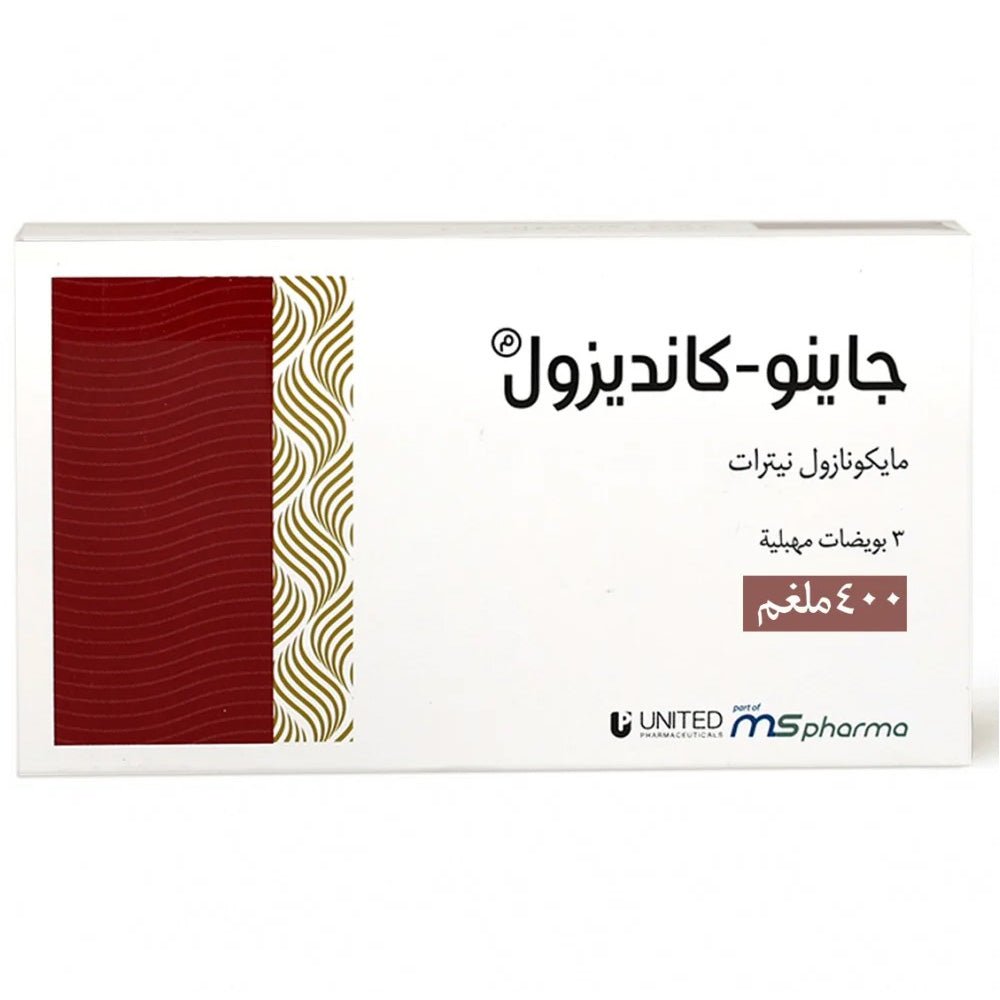 جاينو-كانديزول م
مايكونازول نيترات
٣ بويضات مهبلية
٤٠٠ ملغم
UNITED
PHARMACEUTICALS
part of
MS pharma